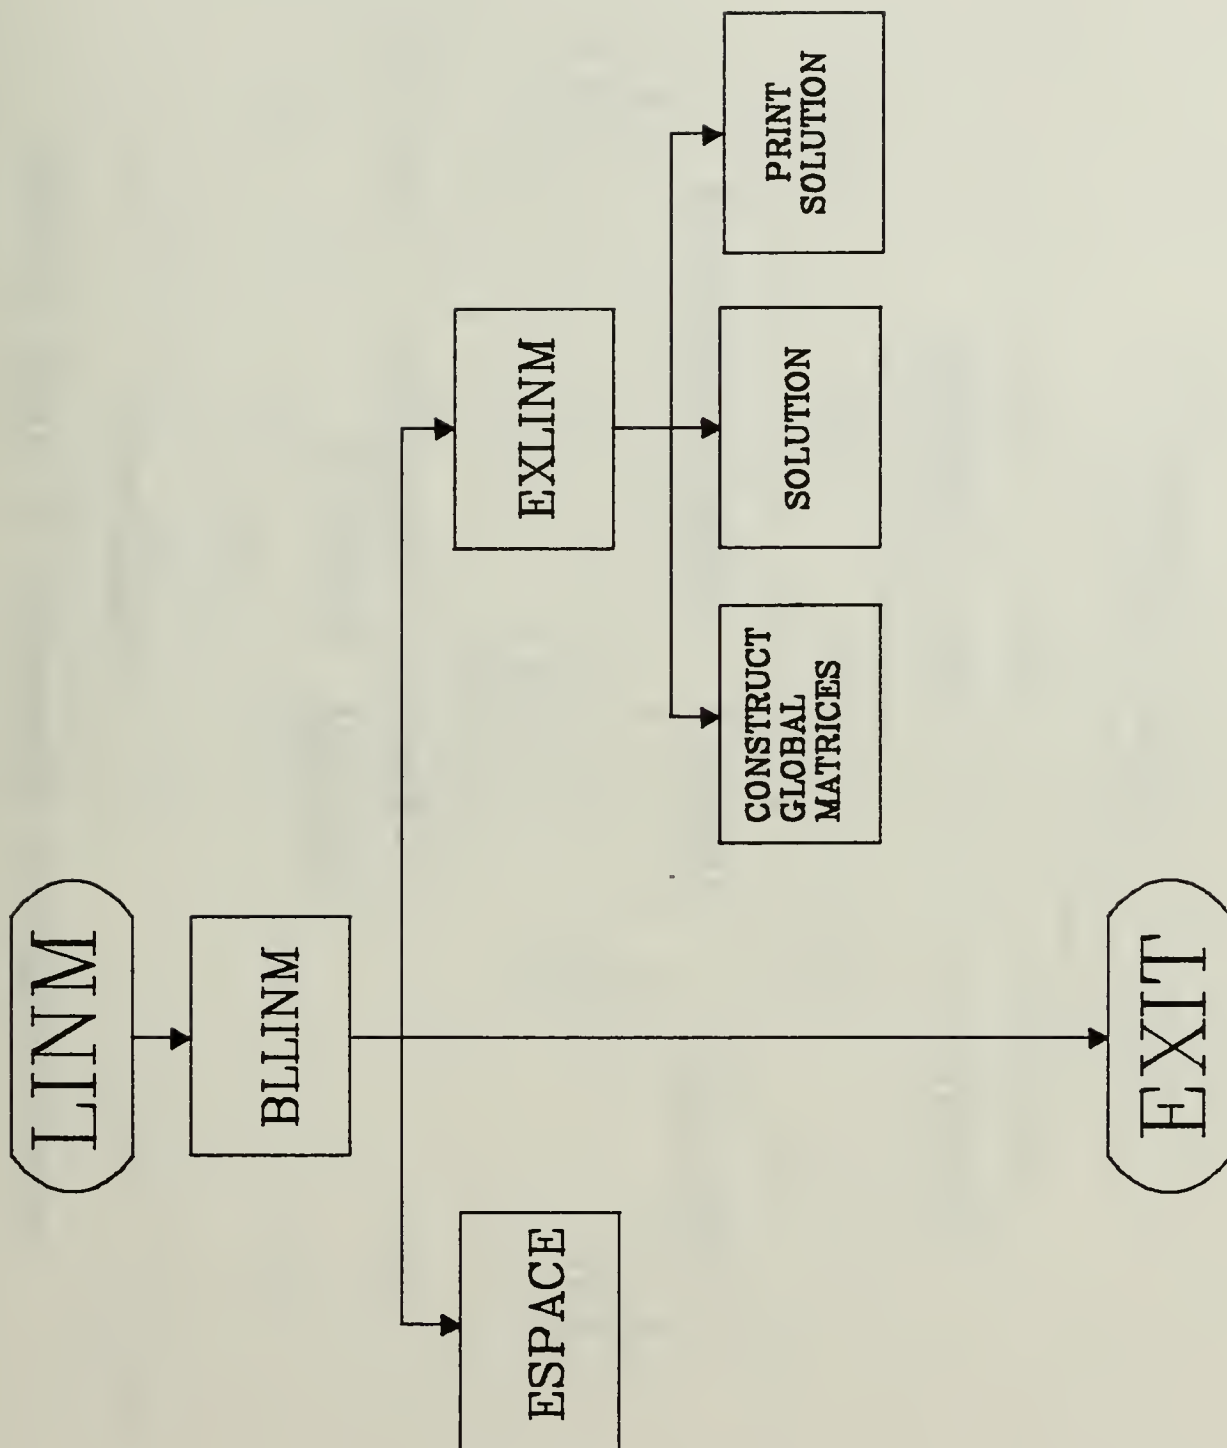 LINM
BLLINM
ESPACE
EXLINM
CONSTRUCT
GLOBAL
MATRICES
SOLUTION
PRINT
SOLUTION
EXIT